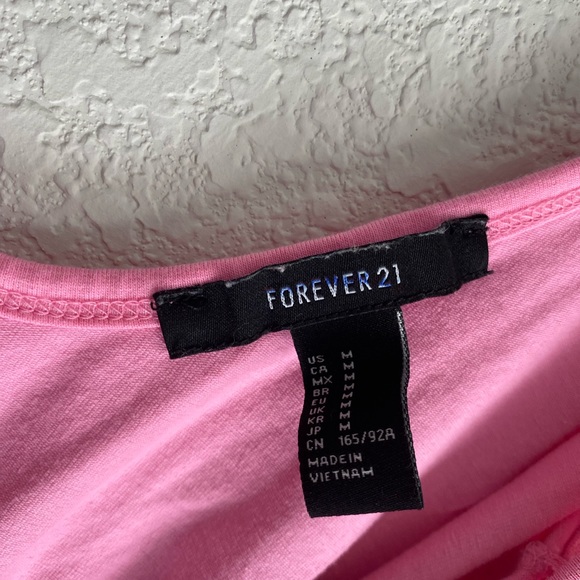 FOREVER 21
US M
CA M
MX M
BR M
EU M
UK M
KR M
JP M
CN 165/92A
MADE IN
VIETNAM